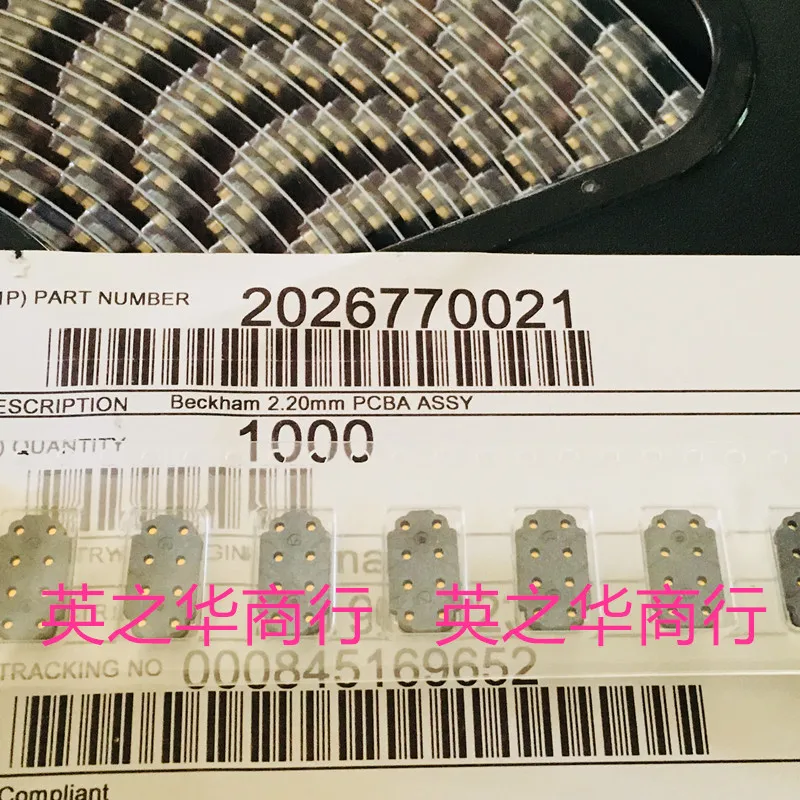 1P) PART NUMBER 2026770021
ESCRIPTION Beckham 2.20mm PCBA ASSY
) QUANTITY 1000
英之华商行 英之华商行
TRACKING NO 000845169652
Compliant